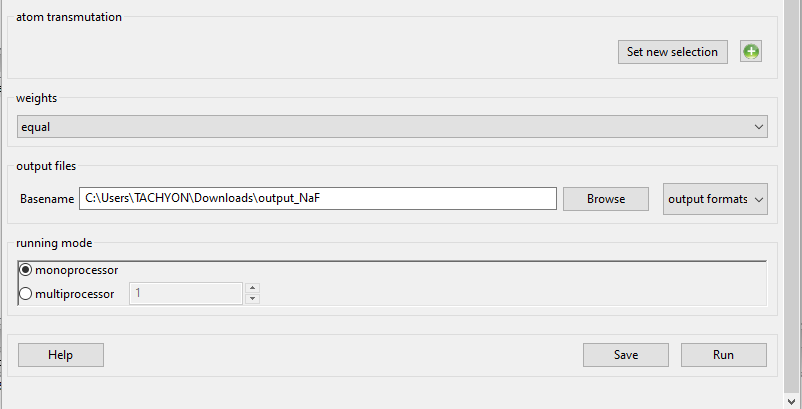 atom transmutation
Set new selection
weights
equal
output files
Basename C:\Users\TACHYON\Downloads\output_NaF Browse output formats
running mode
monoprocessor
multiprocessor 1
Help Save Run